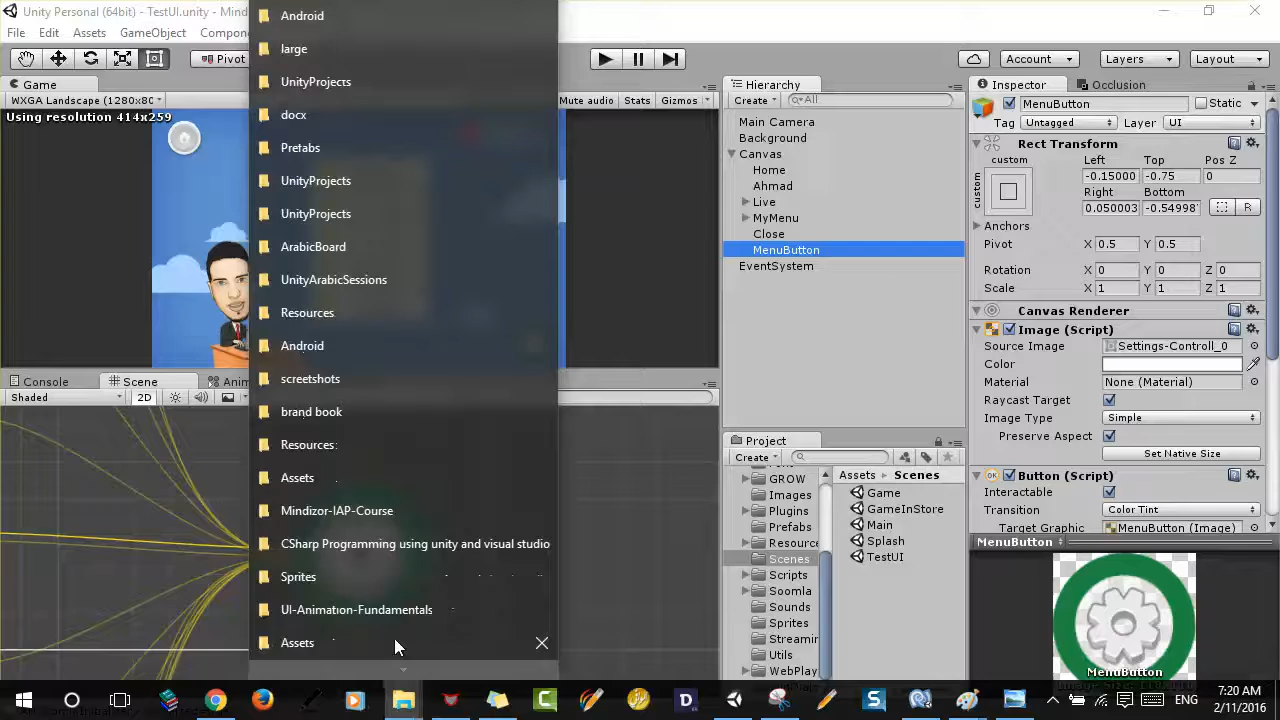 Unity Personal (64bit) - TestUI.unity - Mind
File Edit Assets GameObject Compon
Pivot
Account Layers Layout
Game
WXGA Landscape (1280x80
Mute audio Stats Gizmos
Using resolution 414x259
Console Scene Anim
Shaded 2D
Android
large
UnityProjects
docx
Prefabs
UnityProjects
UnityProjects
ArabicBoard
UnityArabicSessions
Resources
Android
screetshots
brand book
Resources
Assets
Mindizor-IAP-Course
CSharp Programming using unity and visual studio
Sprites
UI-Animation-Fundamentals
Assets
Hierarchy
Create All
Main Camera
Background
Canvas
Home
Ahmad
Live
MyMenu
Close
MenuButton
EventSystem
Project
Create
GROW
Images
Plugins
Prefabs
Resourc
Scenes
Scripts
Soomla
Sounds
Sprites
Streamin
Utils
WebPlay
Assets Scenes
Game
GameInStore
Main
Splash
TestUI
Inspector Occlusion
MenuButton Static
Tag Untagged Layer UI
Rect Transform
custom Left Top Pos Z
custom -0.15000 -0.75 0
Right Bottom
0.050003 -0.54998 R
Anchors
Pivot X 0.5 Y 0.5
Rotation X 0 Y 0 Z 0
Scale X 1 Y 1 Z 1
Canvas Renderer
Image (Script)
Source Image Settings-Controll_0
Color
Material None (Material)
Raycast Target
Image Type Simple
Preserve Aspect
Set Native Size
Button (Script)
Interactable
Transition Color Tint
Target Graphic MenuButton (Image)
MenuButton
MenuButton
ENG
7:20 AM
2/11/2016